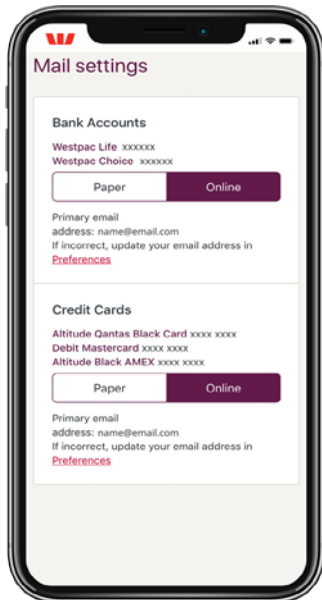 Mail settings
Bank Accounts
Westpac Life xxxxxx
Westpac Choice xxxxxx
Paper
Online
Primary email
address: name@email.com
If incorrect, update your email address in
Preferences
Credit Cards
Altitude Qantas Black Card xxxx xxxx
Debit Mastercard xxxx xxxx
Altitude Black AMEX xxxx xxxx
Paper
Online
Primary email
address: name@email.com
If incorrect, update your email address in
Preferences